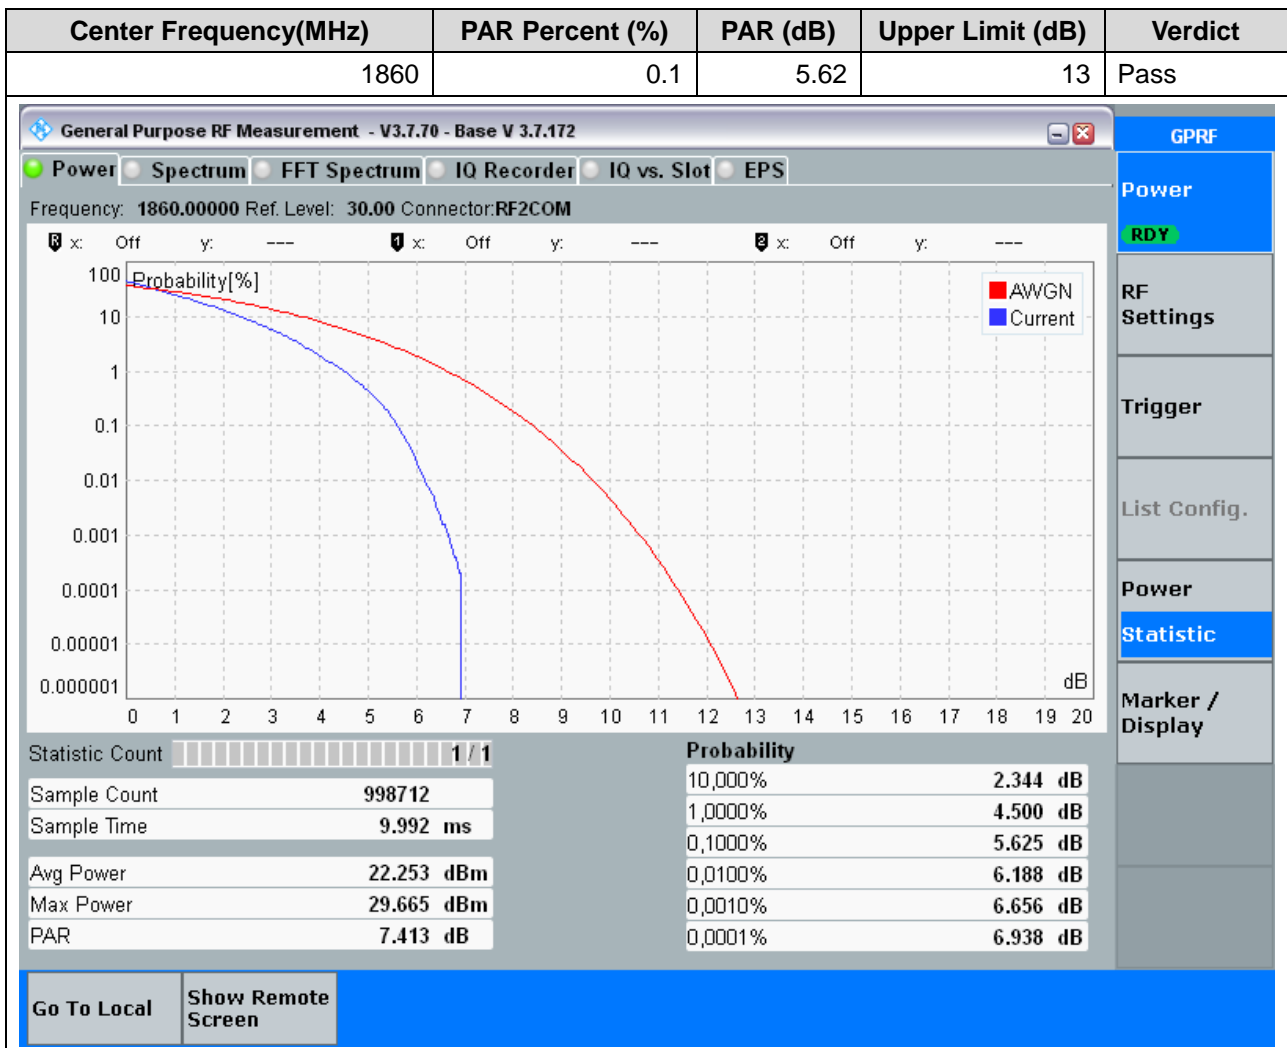 Center Frequency(MHz) PAR Percent (%) PAR (dB) Upper Limit (dB) Verdict
1860 0.1 5.62 13 Pass
General Purpose RF Measurement - V3.7.70 - Base V 3.7.172
GPRF
Power Spectrum FFT Spectrum IQ Recorder IQ vs. Slot EPS
Power
RDY
Frequency: 1860.00000 Ref. Level: 30.00 Connector:RF2COM
R x: Off y: --- 1 x: Off y: --- 2 x: Off y: ---
Probability[%]
100
10
1
0.1
0.01
0.001
0.0001
0.00001
0.000001
AWGN
Current
dB
0 1 2 3 4 5 6 7 8 9 10 11 12 13 14 15 16 17 18 19 20
RF
Settings
Trigger
List Config.
Power
Statistic
Marker /
Display
Statistic Count 1 / 1
Sample Count 998712
Sample Time 9.992 ms
Avg Power 22.253 dBm
Max Power 29.665 dBm
PAR 7.413 dB
Probability
10,000% 2.344 dB
1,0000% 4.500 dB
0,1000% 5.625 dB
0,0100% 6.188 dB
0,0010% 6.656 dB
0,0001% 6.938 dB
Go To Local
Show Remote
Screen